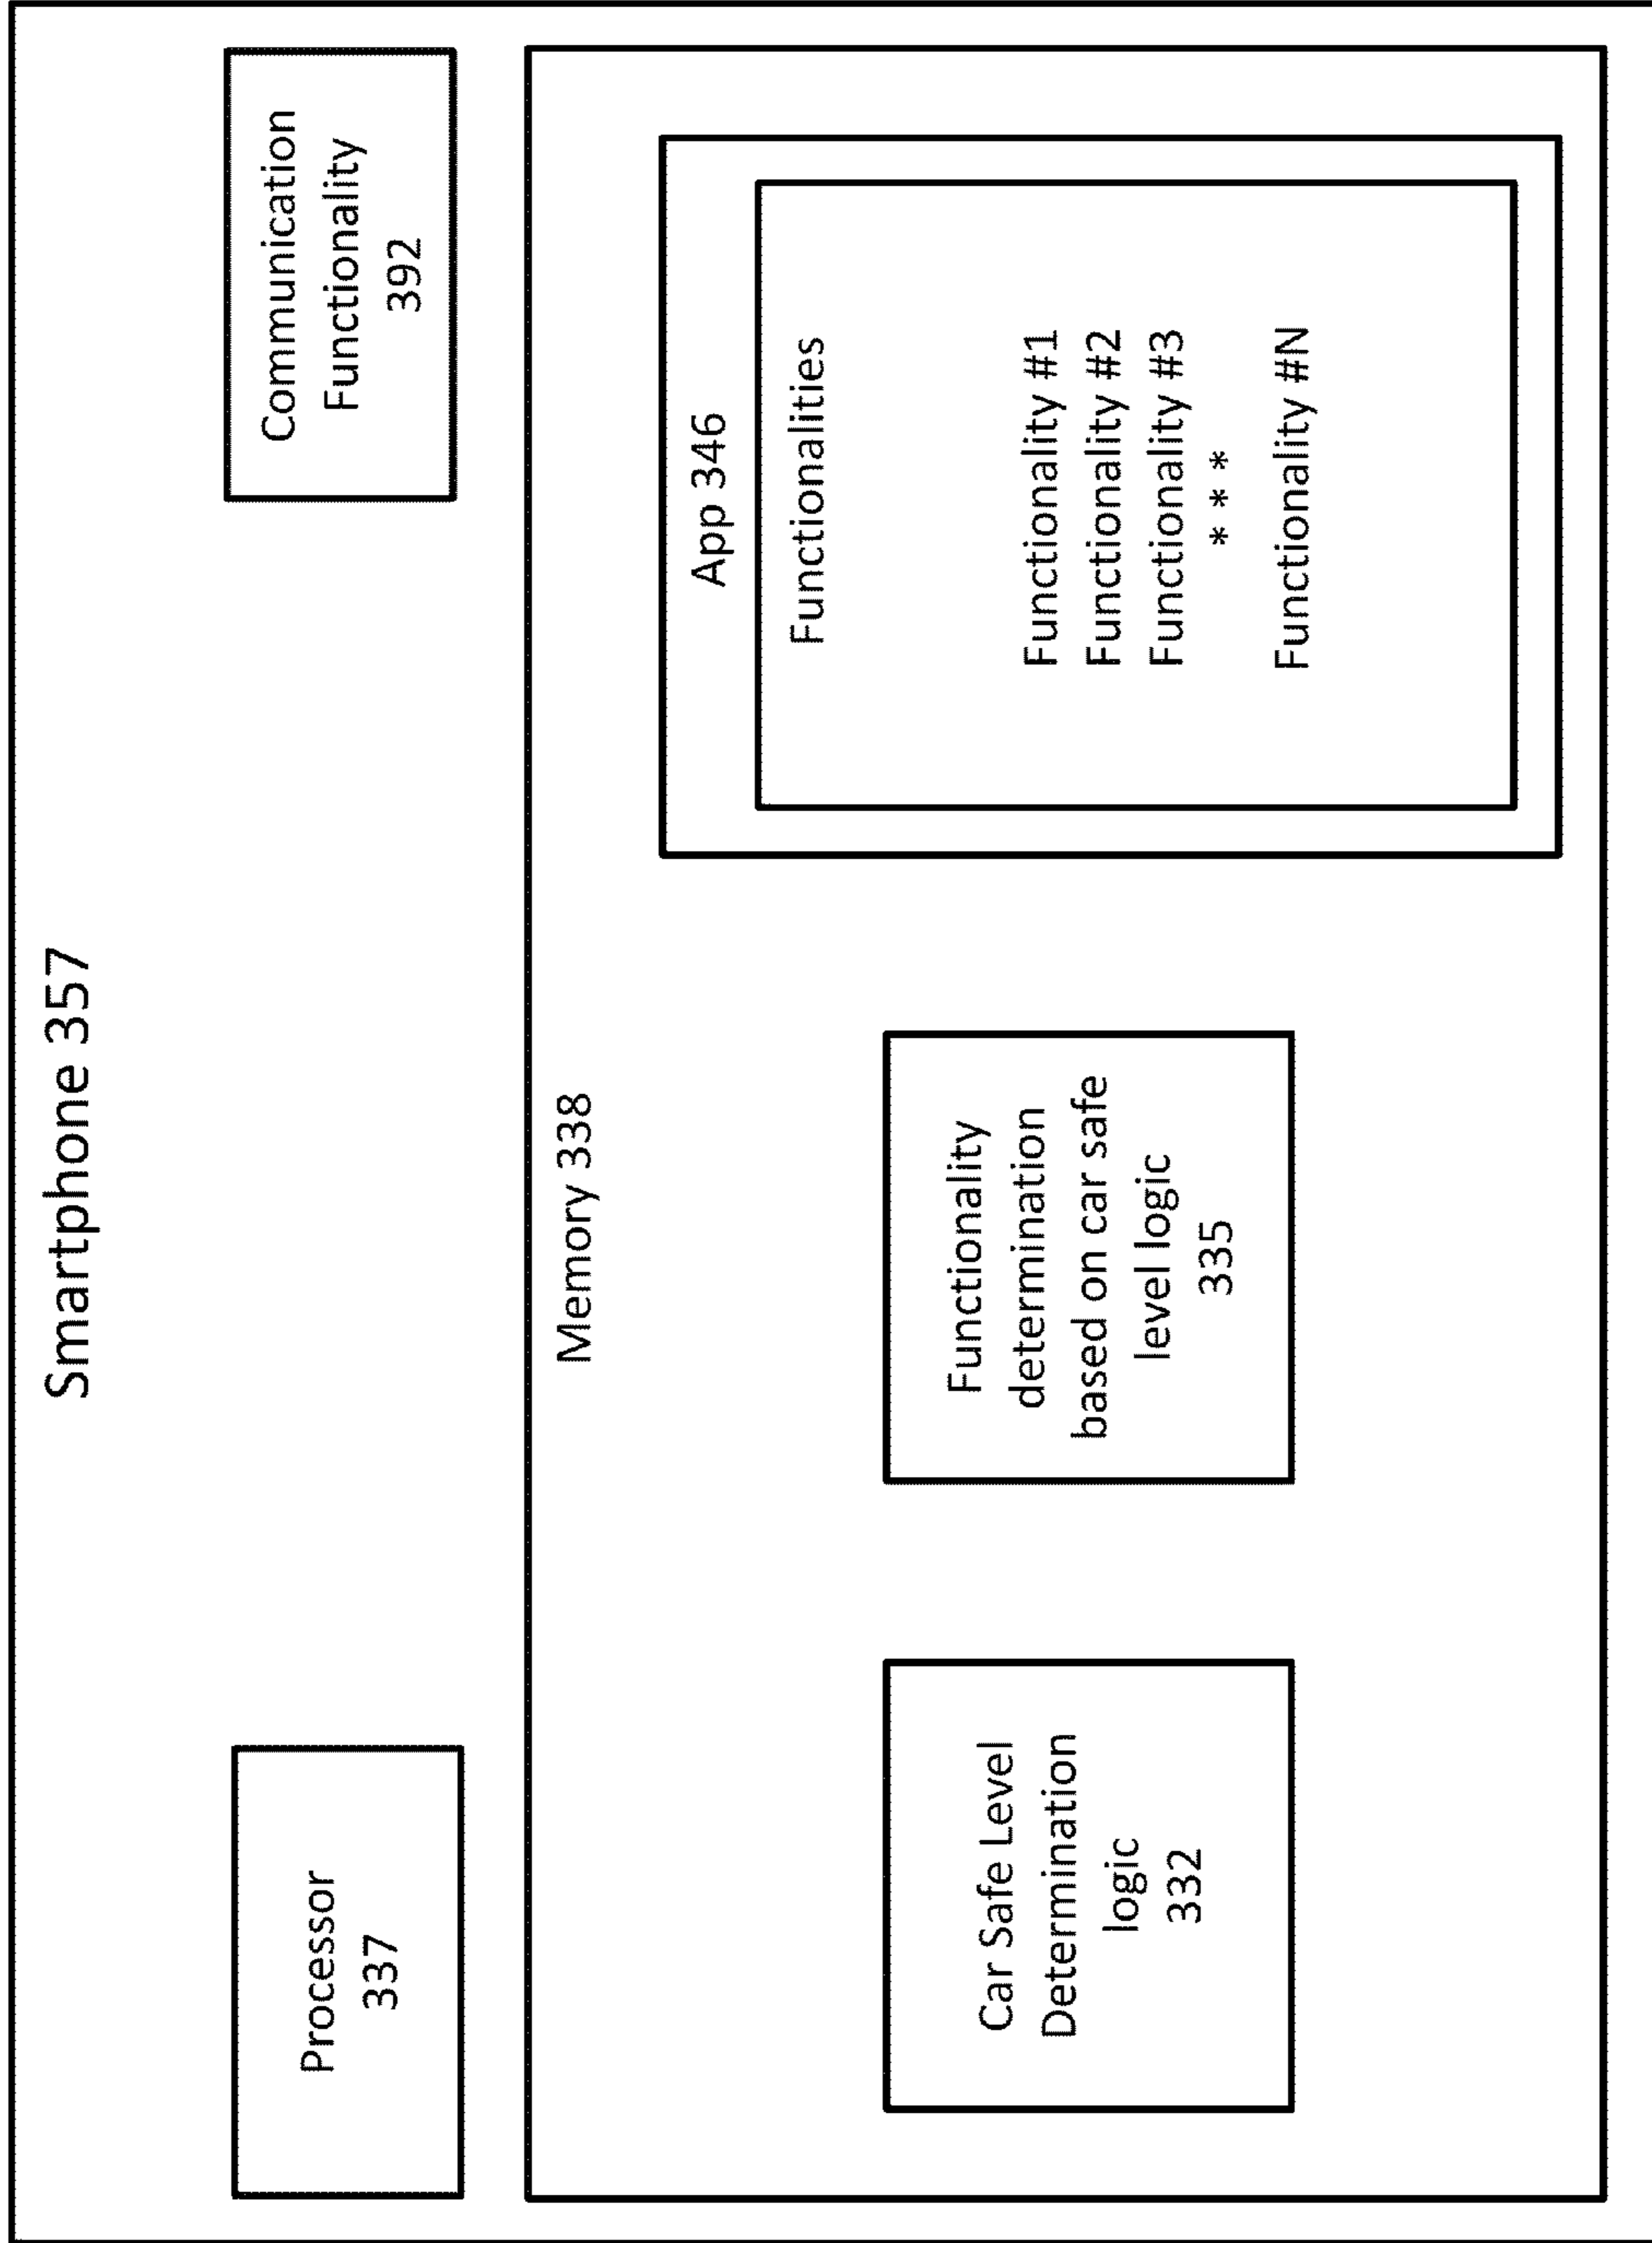 Smartphone 357
Processor
337
Communication
Functionality
392
Memory 338
Car Safe Level
Determination
logic
332
Functionality
determination
based on car safe
level logic
335
App 346
Functionalities
Functionality #1
Functionality #2
Functionality #3
* * *
Functionality #N